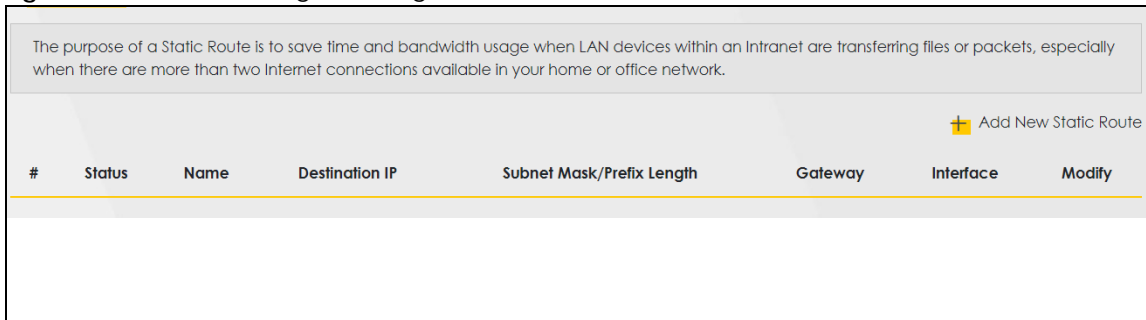 The purpose of a Static Route is to save time and bandwidth usage when LAN devices within an Intranet are transferring files or packets, especially
when there are more than two Internet connections available in your home or office network.
+ Add New Static Route
# Status Name Destination IP Subnet Mask/Prefix Length Gateway Interface Modify